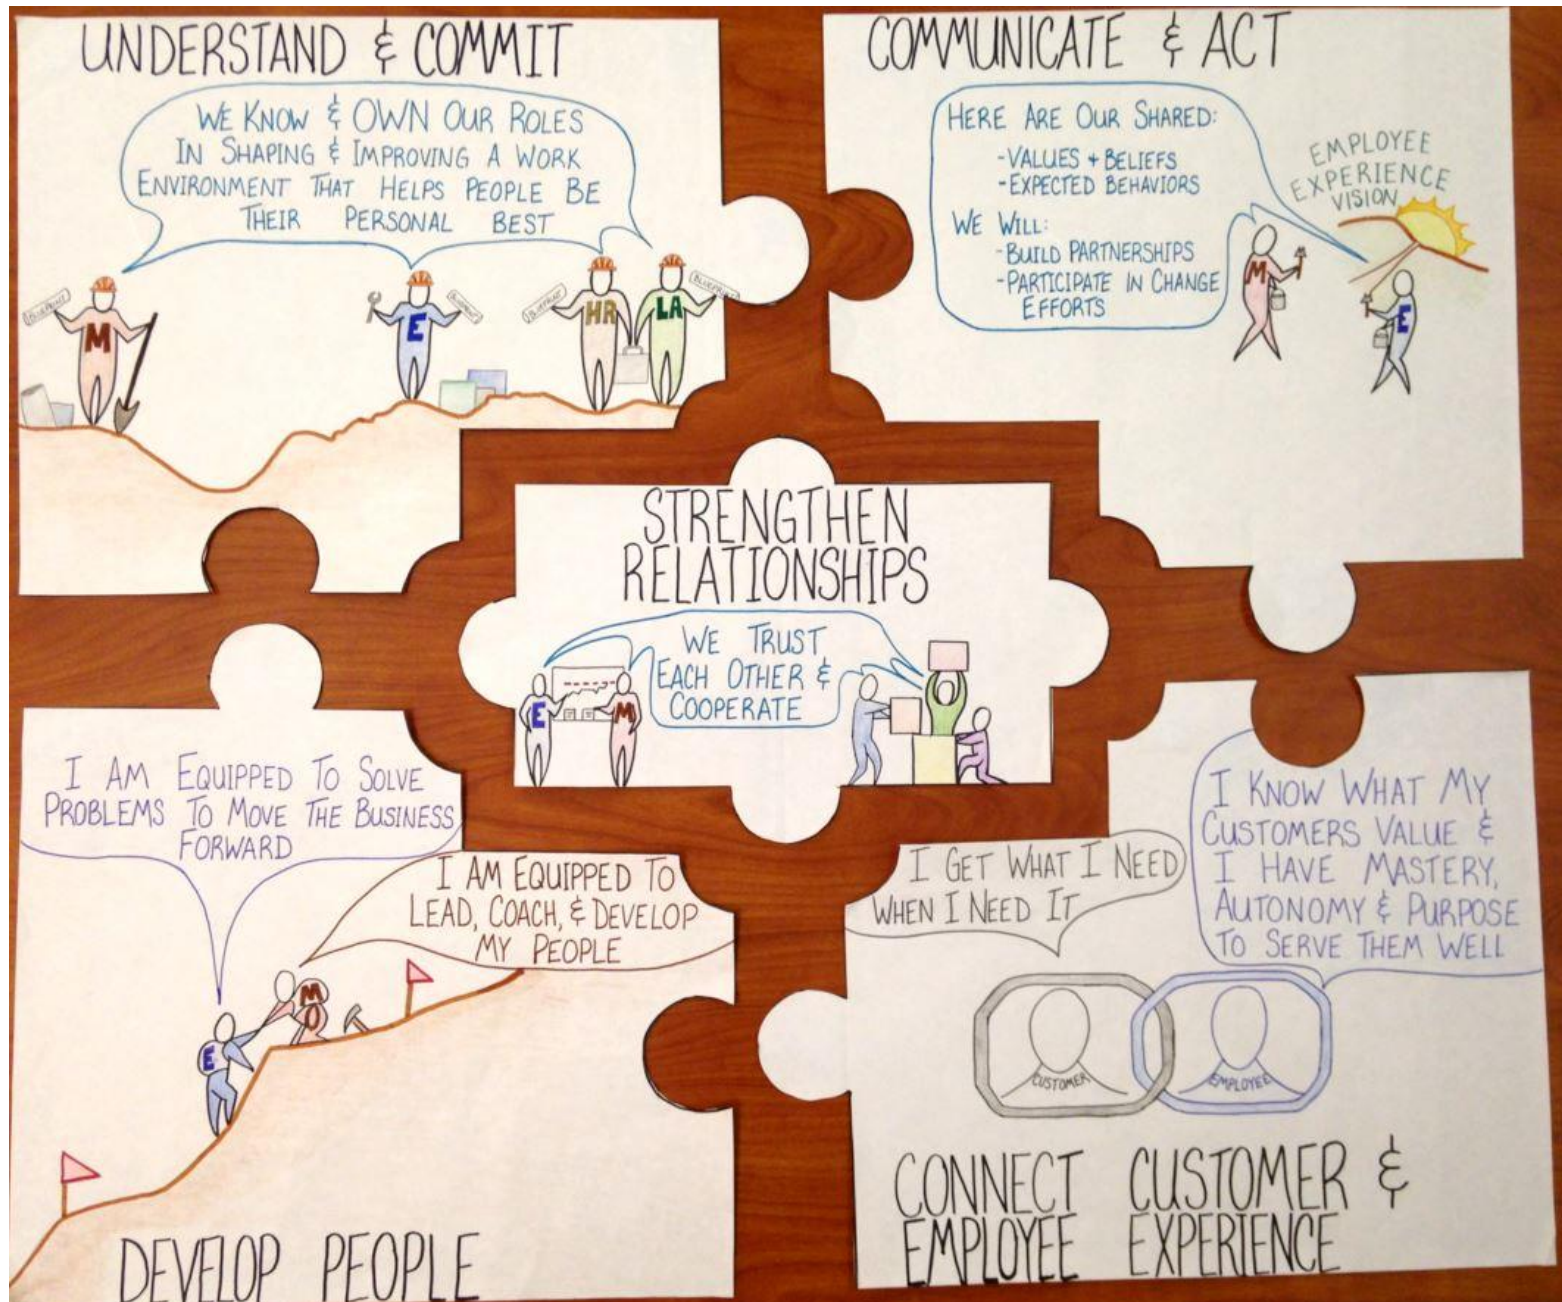 UNDERSTAND & COMMIT
WE KNOW & OWN OUR ROLES
IN SHAPING & IMPROVING A WORK
ENVIRONMENT THAT HELPS PEOPLE BE
THEIR PERSONAL BEST
BLUEPRINT
M
E
BLUEPRINT
BLUEPRINT
HR
LA
BLUEPRINT
COMMUNICATE & ACT
HERE ARE OUR SHARED:
-VALUES + BELIEFS
-EXPECTED BEHAVIORS
WE WILL:
-BUILD PARTNERSHIPS
-PARTICIPATE IN CHANGE
EFFORTS
EMPLOYEE
EXPERIENCE
VISION
M
E
STRENGTHEN
RELATIONSHIPS
WE TRUST
EACH OTHER &
COOPERATE
E
M
I AM EQUIPPED TO SOLVE
PROBLEMS TO MOVE THE BUSINESS
FORWARD
I AM EQUIPPED TO
LEAD, COACH, & DEVELOP
MY PEOPLE
M
O
E
DEVELOP PEOPLE
I GET WHAT I NEED
WHEN I NEED IT
I KNOW WHAT MY
CUSTOMERS VALUE &
I HAVE MASTERY,
AUTONOMY & PURPOSE
TO SERVE THEM WELL
CUSTOMER
EMPLOYEE
CONNECT CUSTOMER &
EMPLOYEE EXPERIENCE